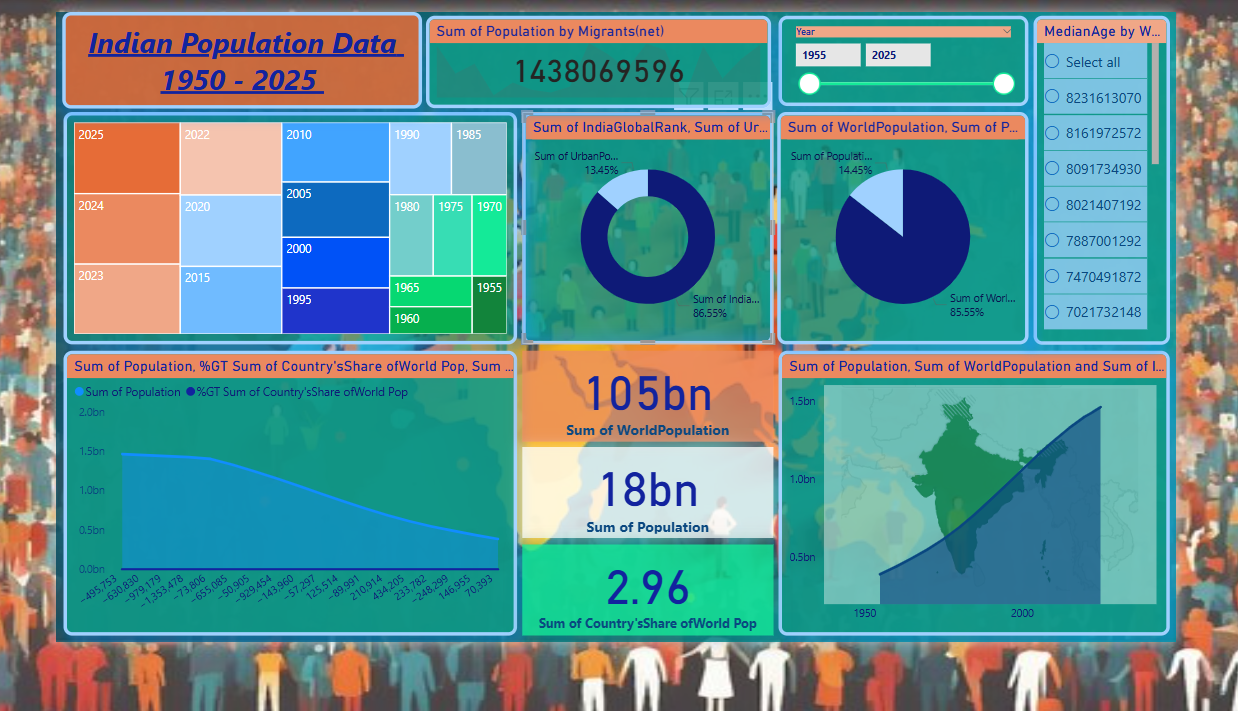 Indian Population Data
1950 - 2025
Sum of Population by Migrants(net)
1438069596
Year
1955
2025
MedianAge by W...
Select all
8231613070
8161972572
8091734930
8021407192
7887001292
7470491872
7021732148
2025
2024
2023
2022
2020
2015
2010
2005
2000
1995
1990
1985
1980
1975
1970
1965
1960
1955
Sum of IndiaGlobalRank, Sum of Ur...
Sum of UrbanPo...
13.45%
Sum of India...
86.55%
Sum of WorldPopulation, Sum of P...
Sum of Populati...
14.45%
Sum of Worl...
85.55%
Sum of Population, %GT Sum of Country'sShare ofWorld Pop, Sum ...
Sum of Population
%GT Sum of Country'sShare ofWorld Pop
2.0bn
1.5bn
1.0bn
0.5bn
0.0bn
-495,753
-630,830
-979,179
-1,353,478
-73,806
-655,085
-50,905
-929,454
-143,960
-57,297
125,514
-89,991
210,914
434,205
233,782
-248,299
146,955
70,393
105bn
Sum of WorldPopulation
18bn
Sum of Population
2.96
Sum of Country'sShare ofWorld Pop
Sum of Population, Sum of WorldPopulation and Sum of I...
1.5bn
1.0bn
0.5bn
1950
2000